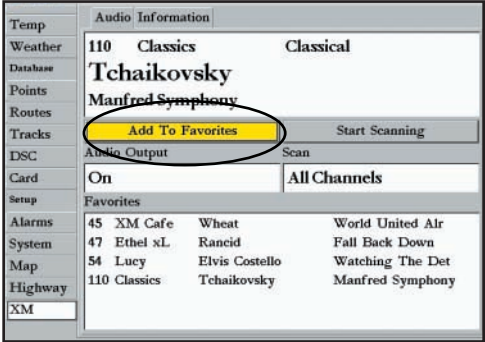 Temp
Weather
Database
Points
Routes
Tracks
DSC
Card
Setup
Alarms
System
Map
Highway
XM
Audio Information
110 Classics Classical
Tchaikovsky
Manfred Symphony
Add To Favorites Start Scanning
Audio Output Scan
On All Channels
Favorites
45 XM Cafe Wheat World United Alr
47 Ethel xL Rancid Fall Back Down
54 Lucy Elvis Costello Watching The Det
110 Classics Tchaikovsky Manfred Symphony